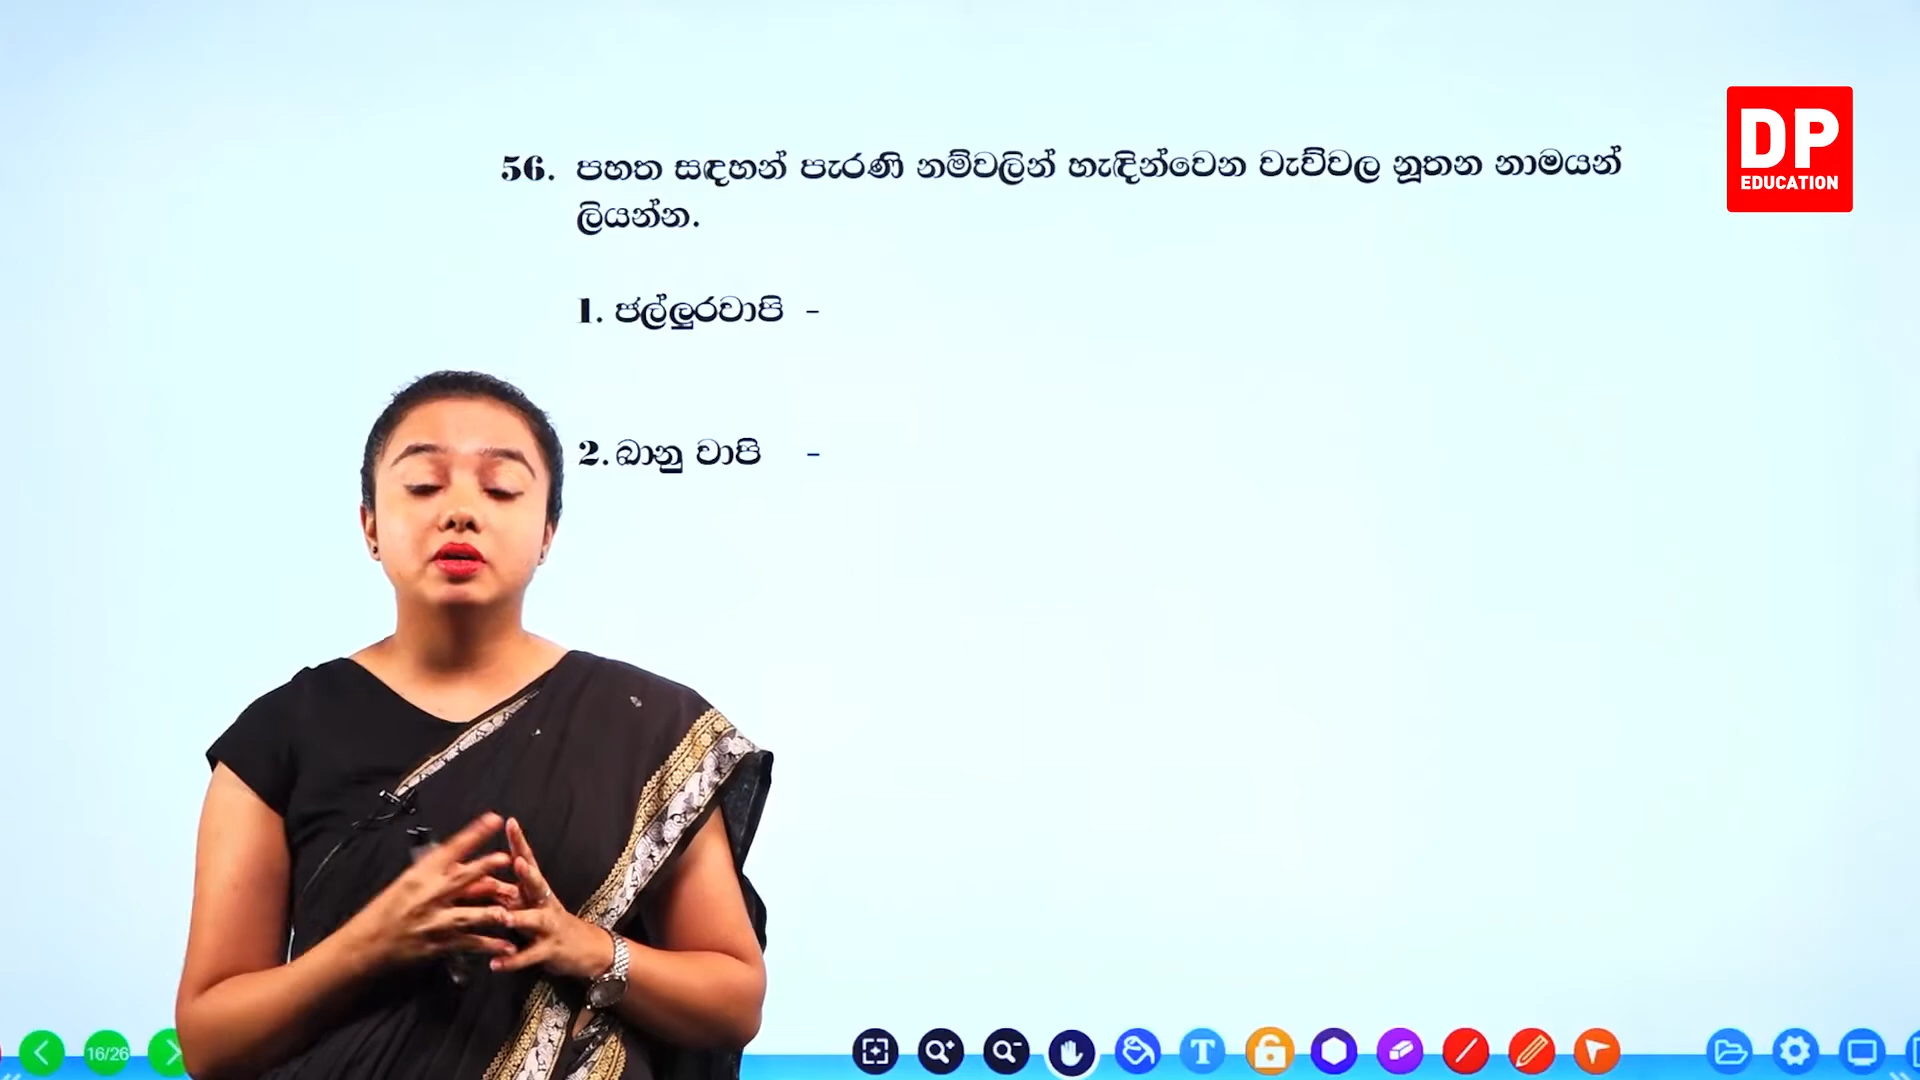 DP
EDUCATION
56. පහත සඳහන් පැරණි නම්වලින් හැඳින්වෙන වැව්වල නූතන නාමයන්
ලියන්න.
1. ජල්ලුරවාපි -
2. ඛානු වාපි -
16/26
T